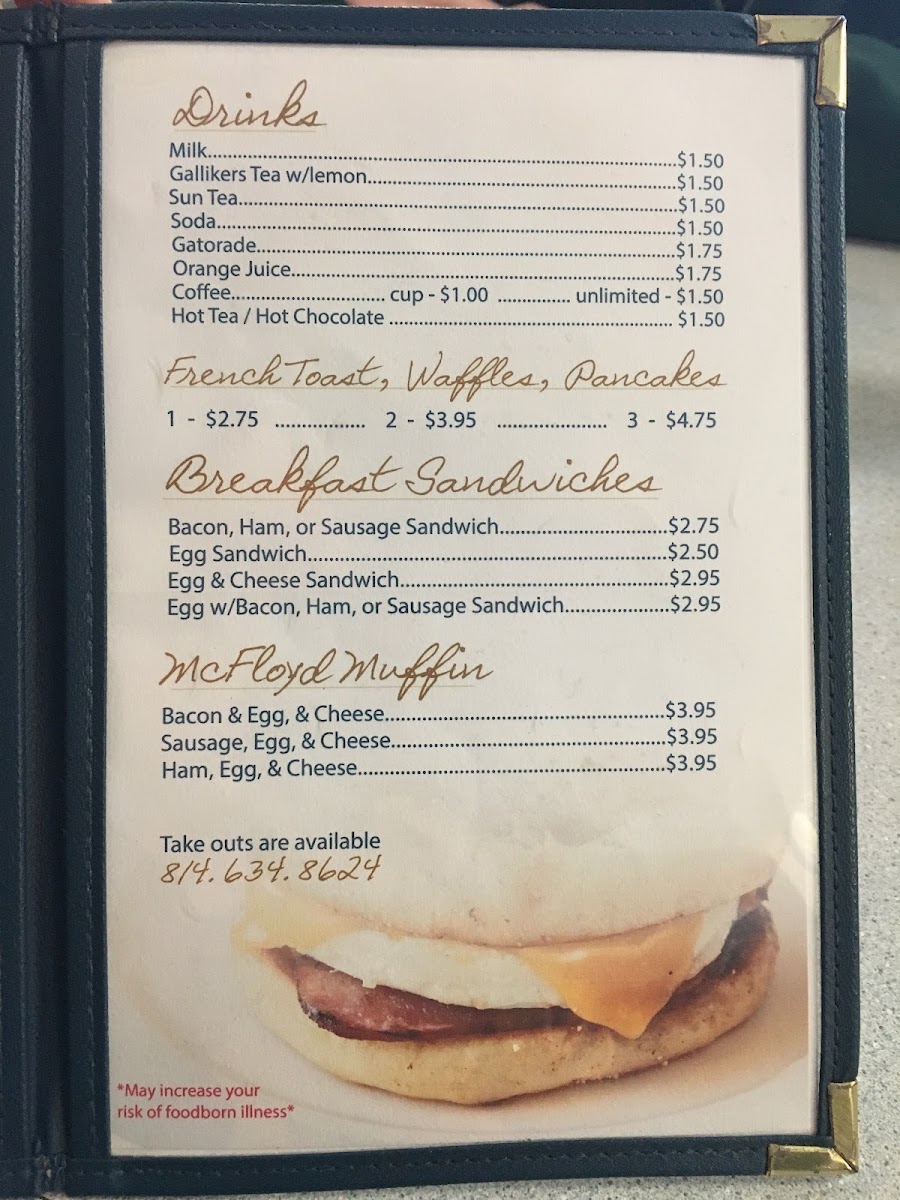 Drinks
Milk..........................................................................................$1.50
Gallikers Tea w/lemon............................................................$1.50
Sun Tea.....................................................................................$1.50
Soda..........................................................................................$1.50
Gatorade..................................................................................$1.75
Orange Juice...........................................................................$1.75
Coffee............................ cup - $1.00 ............. unlimited - $1.50
Hot Tea / Hot Chocolate ..................................................... $1.50
French Toast, Waffles, Pancakes
1 - $2.75 ................. 2 - $3.95 .................... 3 - $4.75
Breakfast Sandwiches
Bacon, Ham, or Sausage Sandwich...............................$2.75
Egg Sandwich...................................................................$2.50
Egg & Cheese Sandwich..................................................$2.95
Egg w/Bacon, Ham, or Sausage Sandwich...................$2.95
McFloyd Muffin
Bacon & Egg, & Cheese....................................................$3.95
Sausage, Egg, & Cheese...................................................$3.95
Ham, Egg, & Cheese.........................................................$3.95
Take outs are available
814.634.8624
*May increase your
risk of foodborn illness*